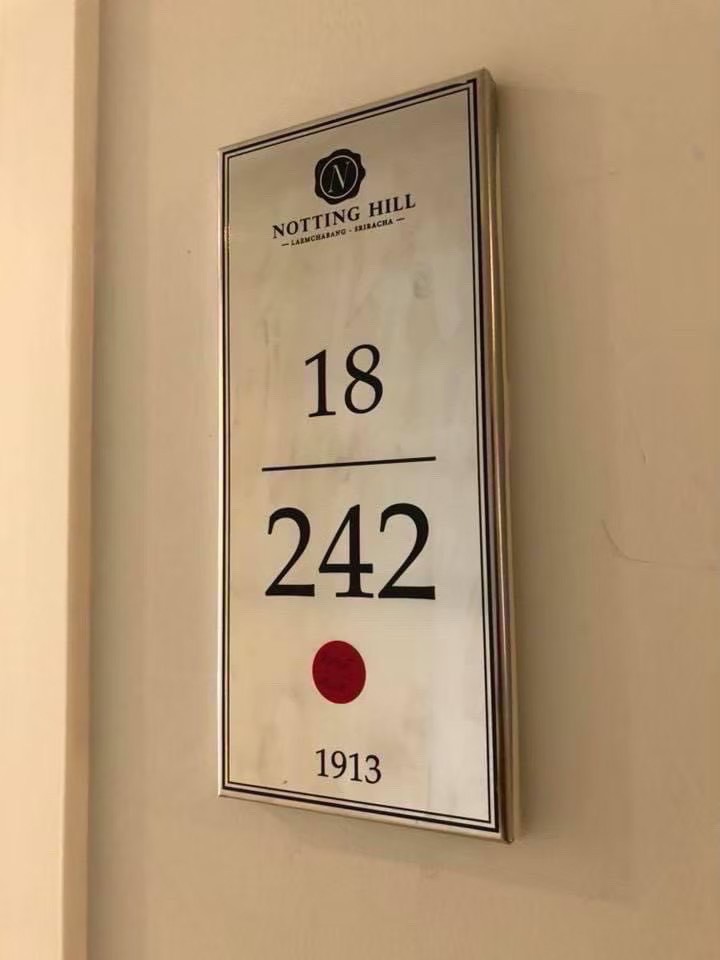 N
NOTTING HILL
— LAEMCHABANG - SRIRACHA —
18
242
1913